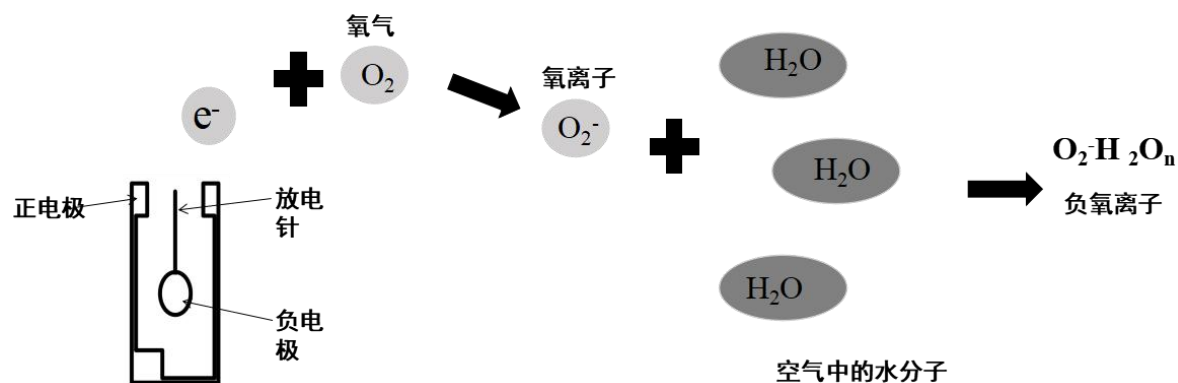 氧气
e⁻
O₂
氧离子
O₂⁻
H₂O
H₂O
H₂O
O₂⁻H ₂Oₙ
负氧离子
正电极
放电
针
负电
极
空气中的水分子